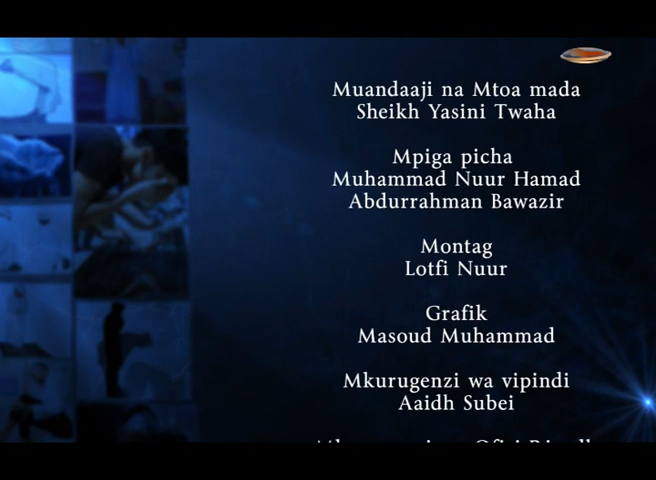 Muandaaji na Mtoa mada
Sheikh Yasini Twaha
Mpiga picha
Muhammad Nuur Hamad
Abdurrahman Bawazir
Montag
Lotfi Nuur
Grafik
Masoud Muhammad
Mkurugenzi wa vipindi
Aaidh Subei